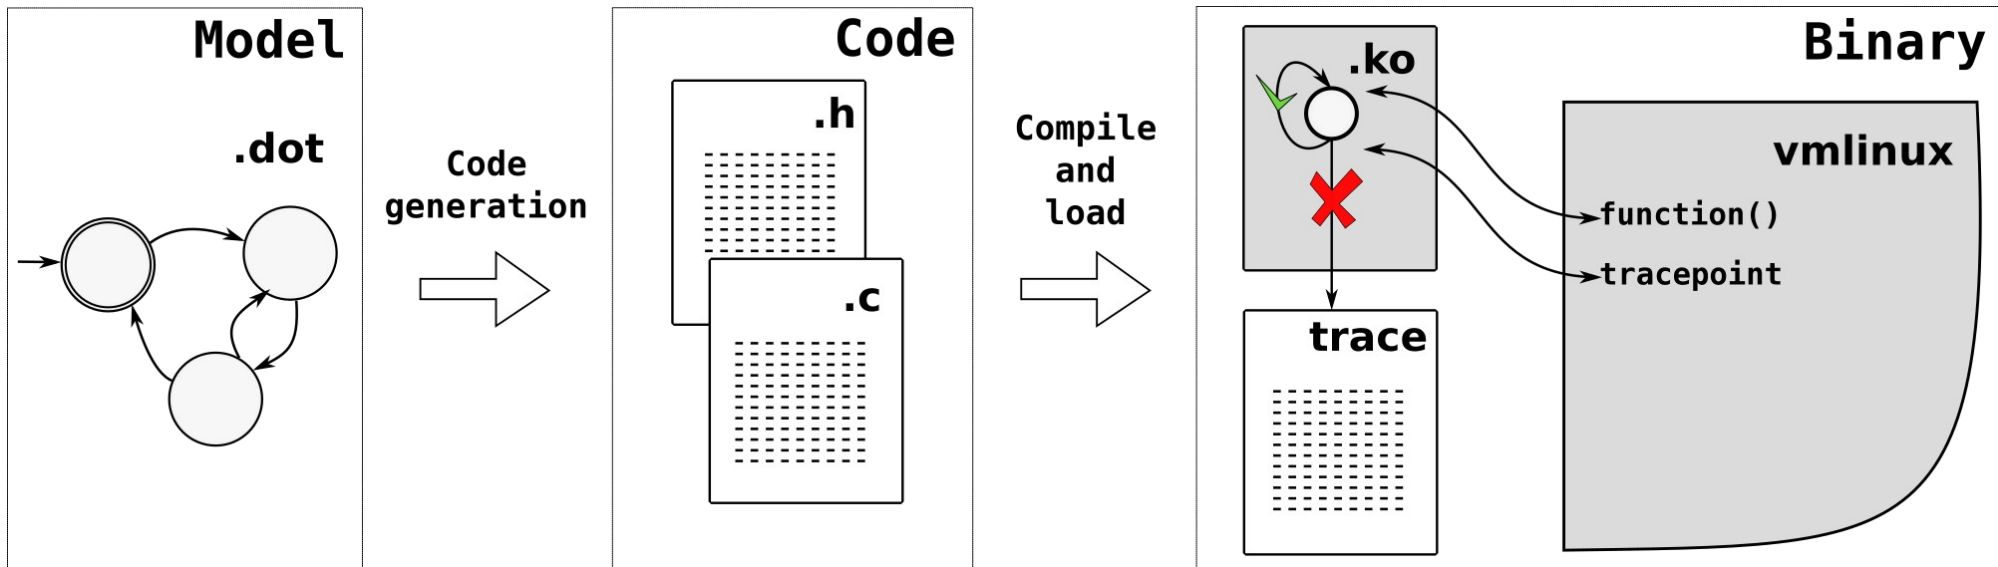 Model
.dot
Code
generation
Code
.h
.c
Compile
and
load
Binary
.ko
trace
vmlinux
function()
tracepoint